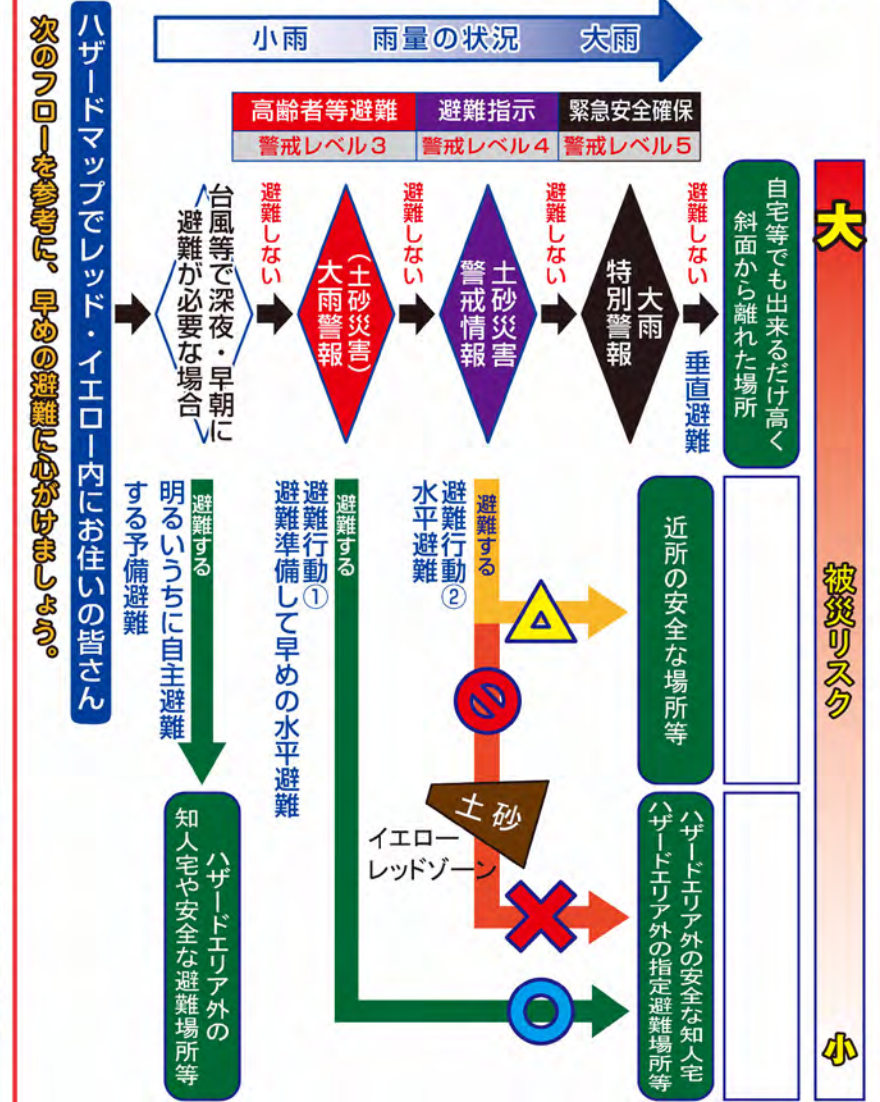 小雨 雨量の状況 大雨
高齢者等避難
警戒レベル3
避難指示
警戒レベル4
緊急安全確保
警戒レベル5
ハザードマップでレッド・イエロー内にお住いの皆さん
次のフローを参考に、早めの避難に心がけましょう。
台風等で深夜・早朝に
避難が必要な場合
避難しない
(土砂災害)
大雨警報
避難しない
土砂災害
警戒情報
避難しない
大雨
特別警報
避難しない
垂直避難
自宅等でも出来るだけ高く
斜面から離れた場所
避難する
明るいうちに自主避難
する予備避難
ハザードエリア外の
知人宅や安全な避難場所等
避難する
避難行動①
避難準備して早めの水平避難
避難する
避難行動②
水平避難
近所の安全な場所等
土砂
イエロー
レッドゾーン
ハザードエリア外の安全な知人宅
ハザードエリア外の指定避難場所等
大
被災リスク
小